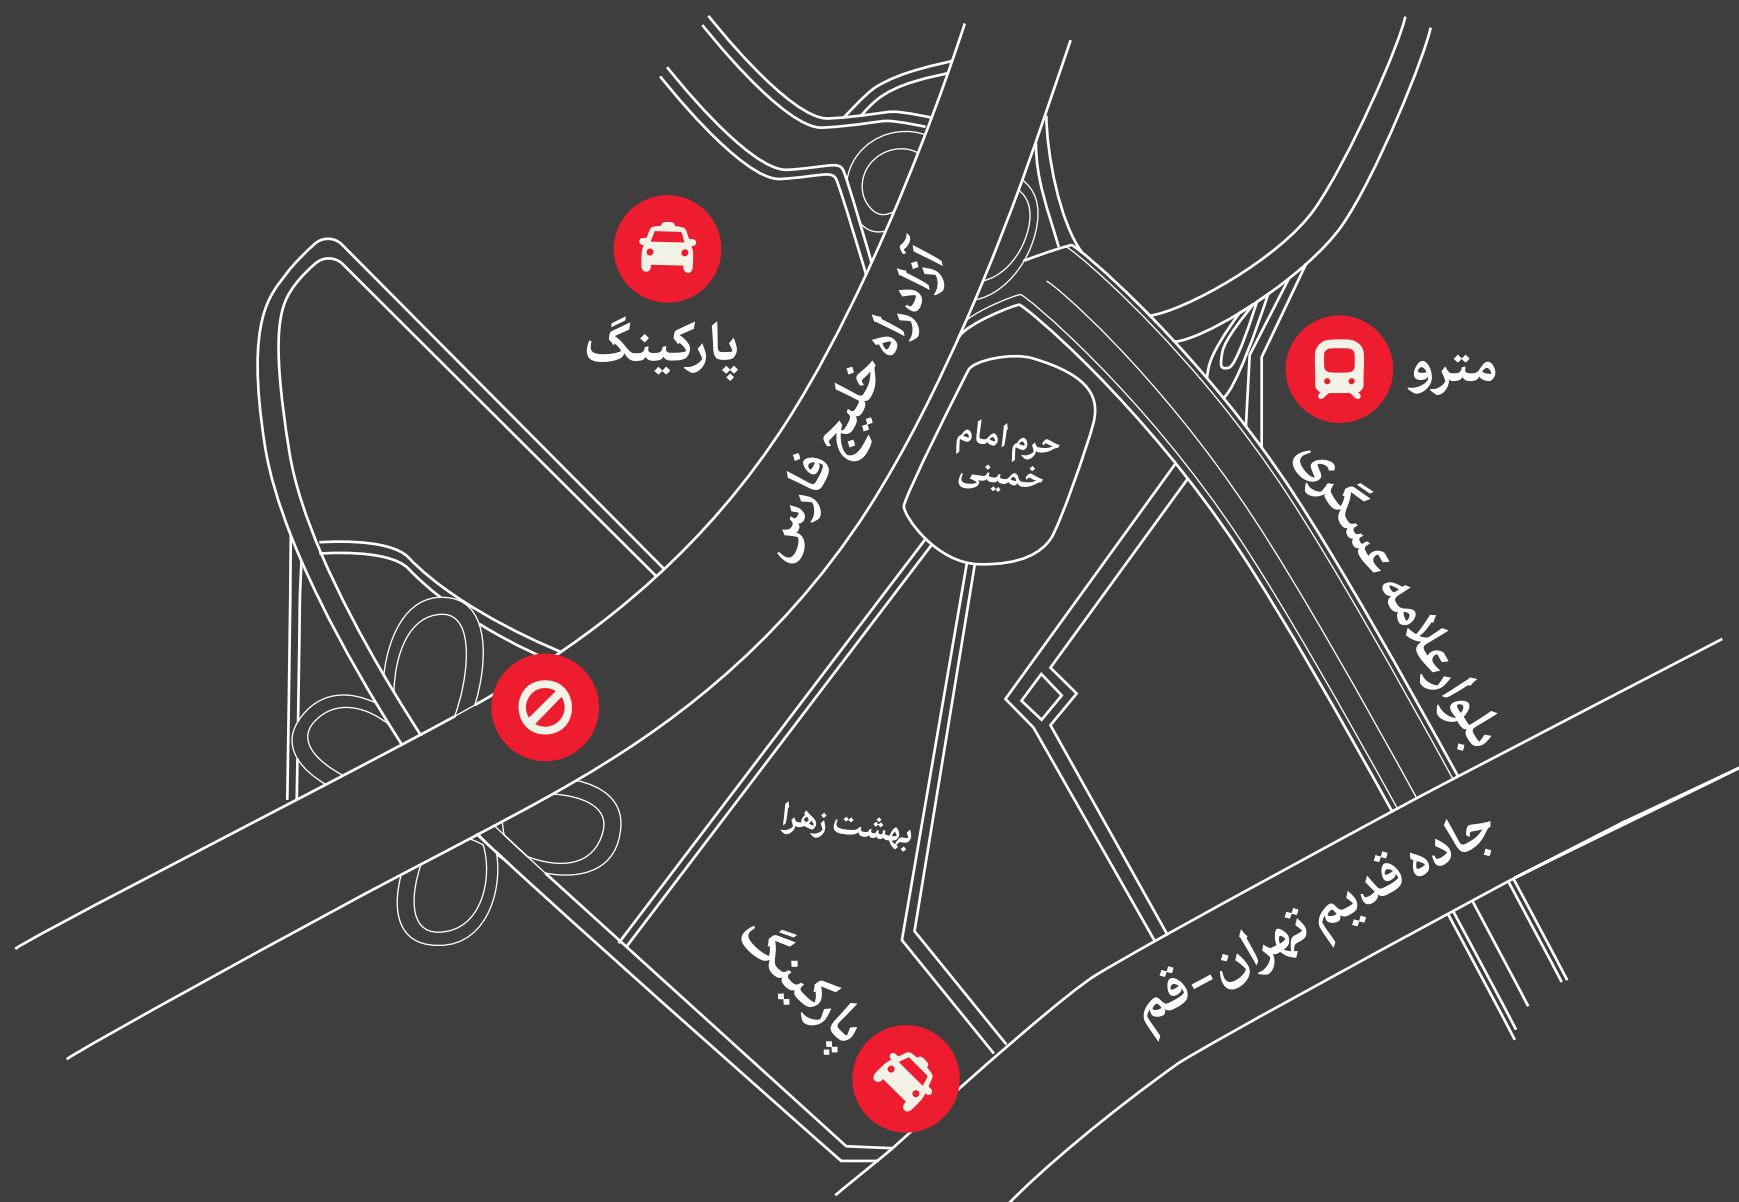 پارکینگ
آزادراه خلیج فارس
مترو
حرم امام
خمینی
بلوار علامه عسگری
بهشت زهرا
جاده قدیم تهران-قم
پارکینگ